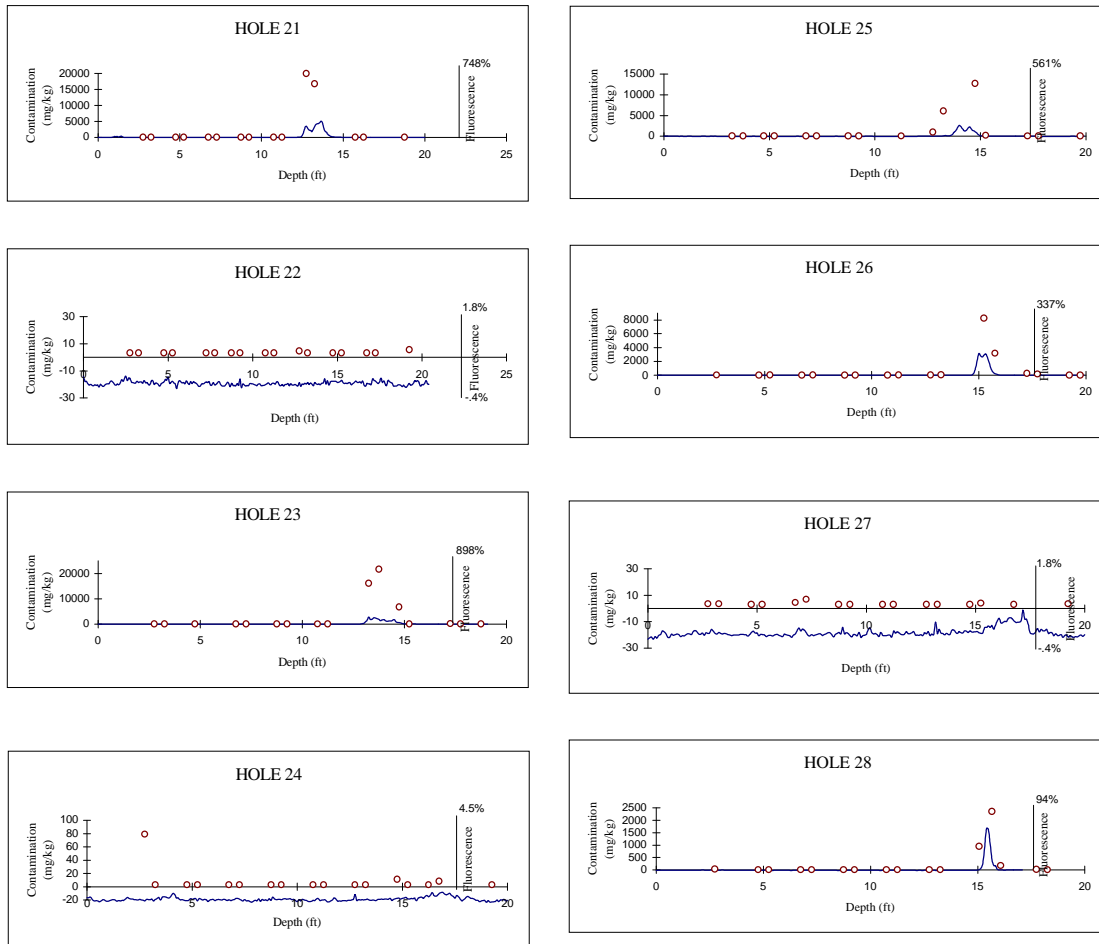 HOLE 21
748%
Contamination
(mg/kg)
20000
15000
10000
5000
0
Fluorescence
0 5 10 15 20 25
Depth (ft)
HOLE 22
1.8%
Contamination
(mg/kg)
30
10
-10
-30
Fluorescence
0 5 10 15 20 25
-.4%
Depth (ft)
HOLE 23
898%
Contamination
(mg/kg)
20000
10000
0
Fluorescence
0 5 10 15 20
Depth (ft)
HOLE 24
4.5%
Contamination
(mg/kg)
100
80
60
40
20
0
-20
Fluorescence
0 5 10 15 20
Depth (ft)
HOLE 25
561%
Contamination
(mg/kg)
15000
10000
5000
0
Fluorescence
0 5 10 15 20
Depth (ft)
HOLE 26
337%
Contamination
(mg/kg)
8000
6000
4000
2000
0
Fluorescence
0 5 10 15 20
Depth (ft)
HOLE 27
1.8%
Contamination
(mg/kg)
30
10
-10
-30
Fluorescence
0 5 10 15 20
-.4%
Depth (ft)
HOLE 28
94%
Contamination
(mg/kg)
2500
2000
1500
1000
500
0
Fluorescence
0 5 10 15 20
Depth (ft)